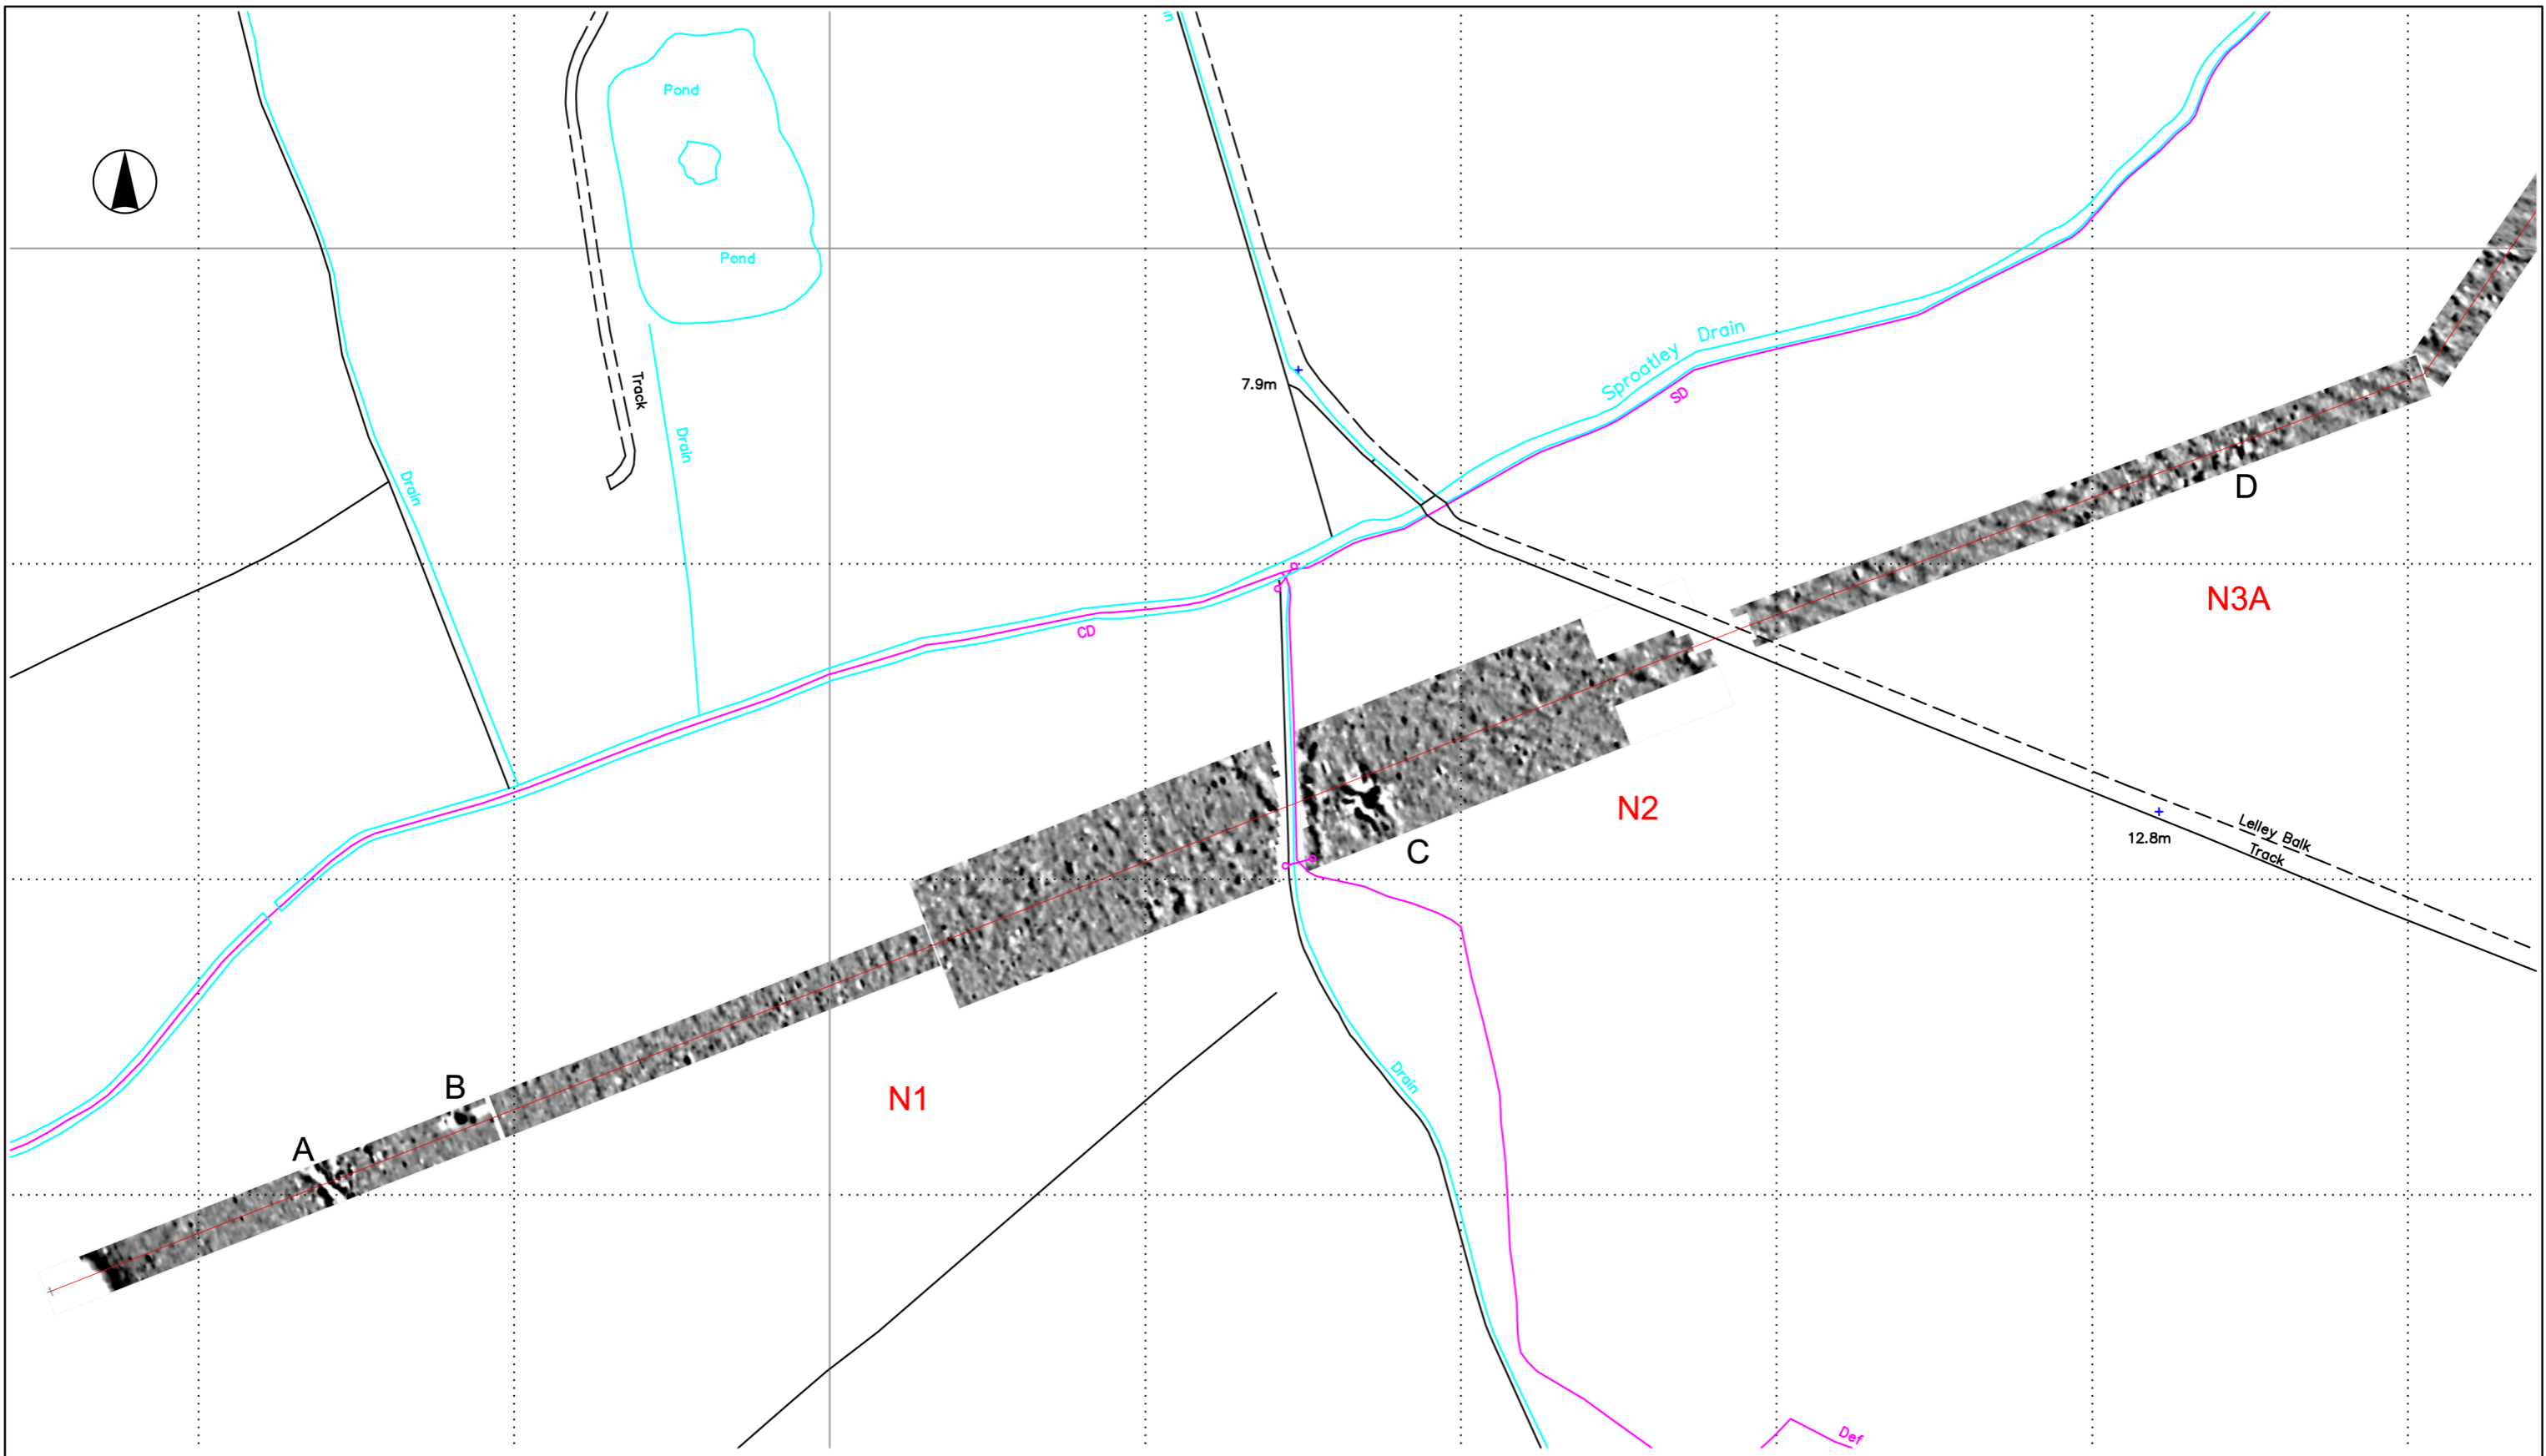 n
Pond
Pond
Track
7.9m
Sproatley Drain
SD
Drain
Drain
D
N3A
CD
N2
Lelley Balk
12.8m
Track
C
B
Drain
N1
A
Def